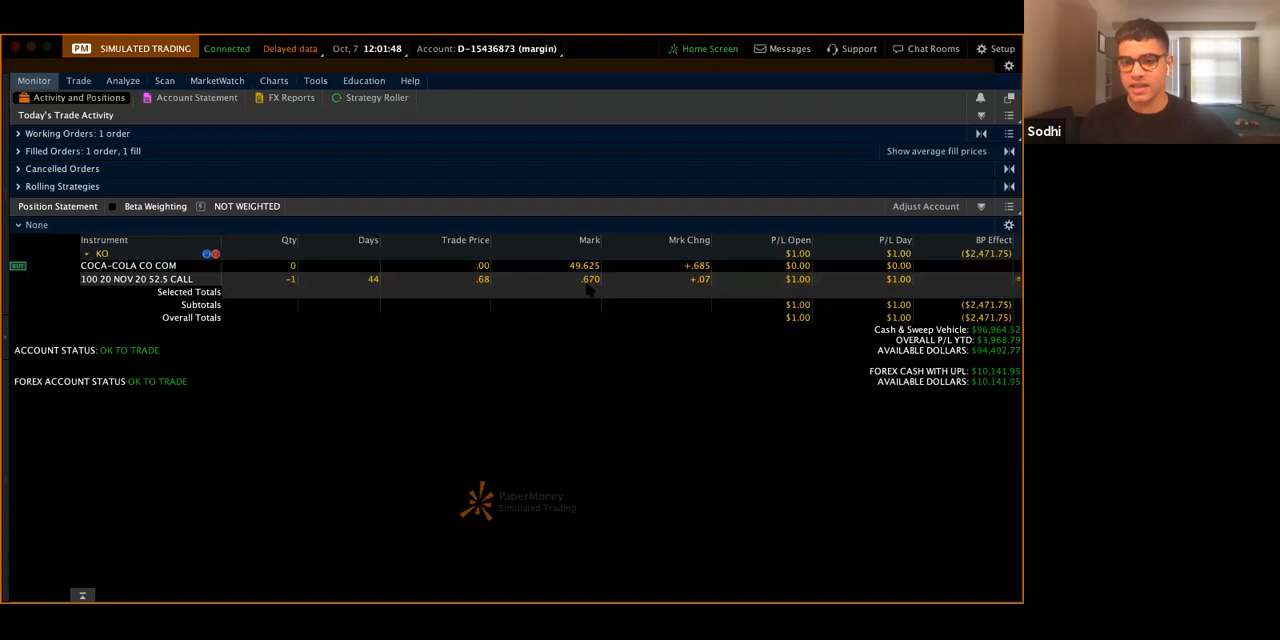 PM SIMULATED TRADING Connected Delayed data Oct, 7 12:01:48 Account: D-15436873 (margin) Home Screen Messages Support Chat Rooms Setup
Monitor Trade Analyze Scan MarketWatch Charts Tools Education Help
Activity and Positions Account Statement FX Reports Strategy Roller
Today's Trade Activity
Working Orders: 1 order
Filled Orders: 1 order, 1 fill Show average fill prices
Cancelled Orders
Rolling Strategies
Position Statement Beta Weighting NOT WEIGHTED Adjust Account
None
Instrument Qty Days Trade Price Mark Mrk Chng P/L Open P/L Day BP Effect
KO $1.00 $1.00 ($2,471.75)
BUY COCA-COLA CO COM 0 .00 49.625 +.685 $0.00 $0.00
100 20 NOV 20 52.5 CALL -1 44 .68 .670 +.07 $1.00 $1.00
Selected Totals
Subtotals $1.00 $1.00 ($2,471.75)
Overall Totals $1.00 $1.00 ($2,471.75)
Cash & Sweep Vehicle: $96,964.52
OVERALL P/L YTD: $3,968.79
ACCOUNT STATUS: OK TO TRADE AVAILABLE DOLLARS: $94,492.77
FOREX CASH WITH UPL: $10,141.95
FOREX ACCOUNT STATUS OK TO TRADE AVAILABLE DOLLARS: $10,141.95
PaperMoney
Simulated Trading
Sodhi